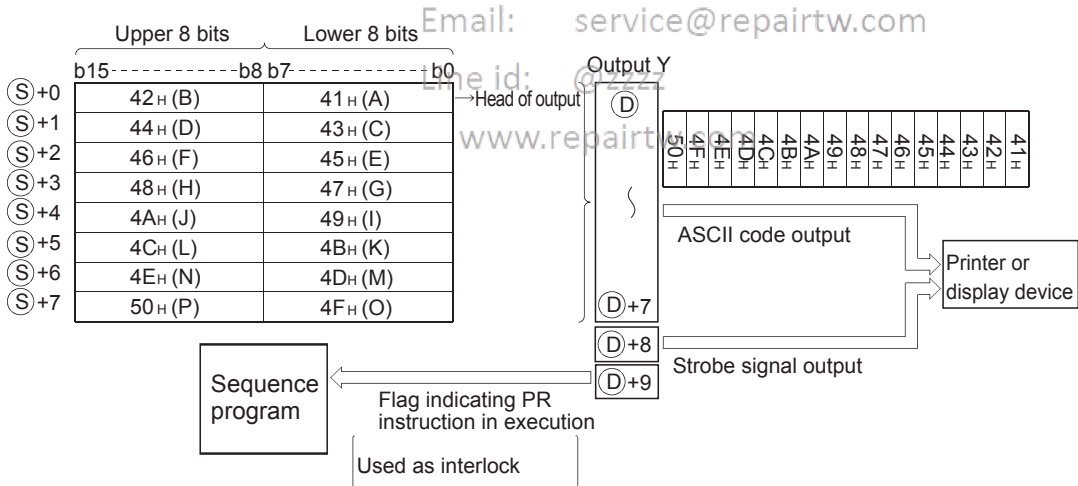 Email: service@repairtw.com
Upper 8 bits Lower 8 bits
Line id: @zzzz
b15 b8 b7 b0
Output Y
Ⓢ+0 42H (B) 41H (A) →Head of output Ⓓ
Ⓢ+1 44H (D) 43H (C)
www.repairtw.com
50H 4FH 4EH 4DH 4CH 4BH 4AH 49H 48H 47H 46H 45H 44H 43H 42H 41H
Ⓢ+2 46H (F) 45H (E)
Ⓢ+3 48H (H) 47H (G)
Ⓢ+4 4AH (J) 49H (I)
ASCII code output
Ⓢ+5 4CH (L) 4BH (K)
Ⓢ+6 4EH (N) 4DH (M)
Printer or
display device
Ⓢ+7 50H (P) 4FH (O) Ⓓ+7
Ⓓ+8
Strobe signal output
Ⓓ+9
Sequence
program
Flag indicating PR
instruction in execution
Used as interlock